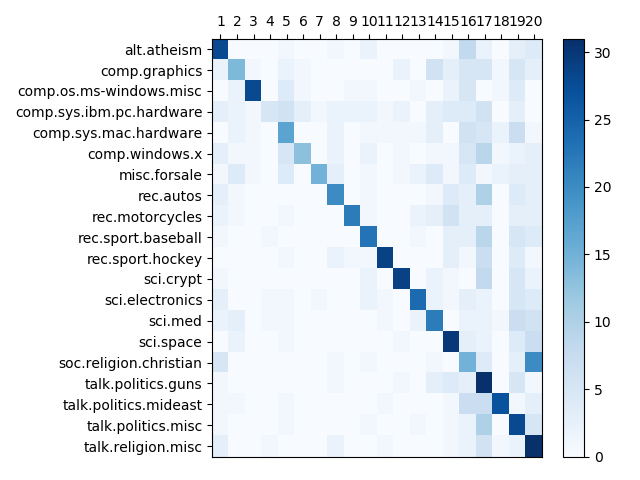 1 2 3 4 5 6 7 8 9 10 11 12 13 14 15 16 17 18 19 20
alt.atheism
comp.graphics
comp.os.ms-windows.misc
comp.sys.ibm.pc.hardware
comp.sys.mac.hardware
comp.windows.x
misc.forsale
rec.autos
rec.motorcycles
rec.sport.baseball
rec.sport.hockey
sci.crypt
sci.electronics
sci.med
sci.space
soc.religion.christian
talk.politics.guns
talk.politics.mideast
talk.politics.misc
talk.religion.misc
30
25
20
15
10
5
0